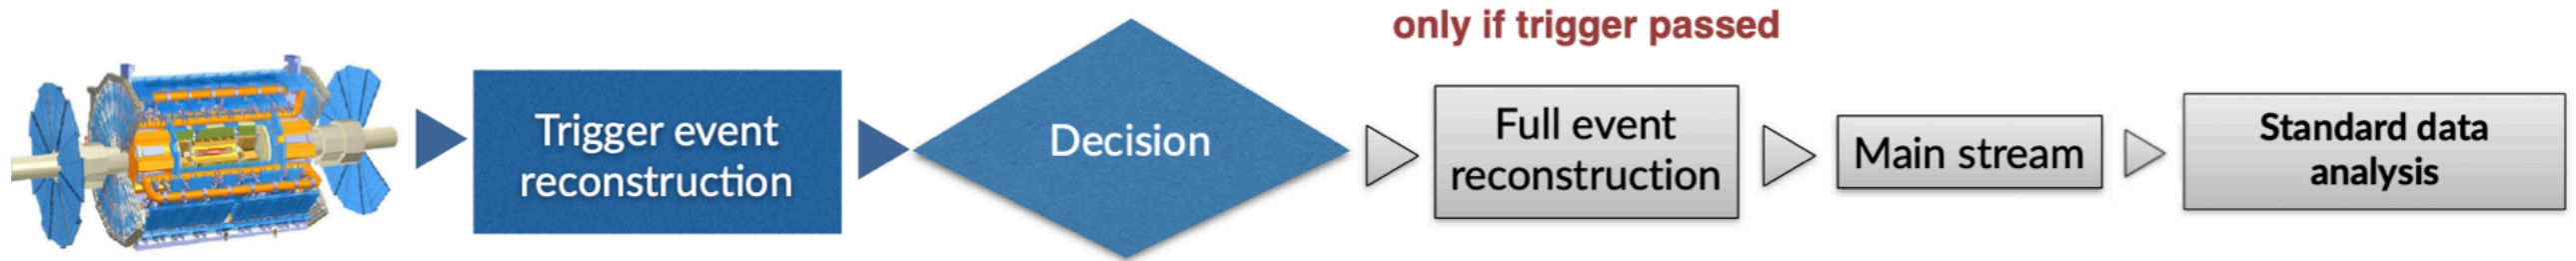 only if trigger passed
Trigger event
reconstruction
Decision
Full event
reconstruction
Main stream
Standard data
analysis